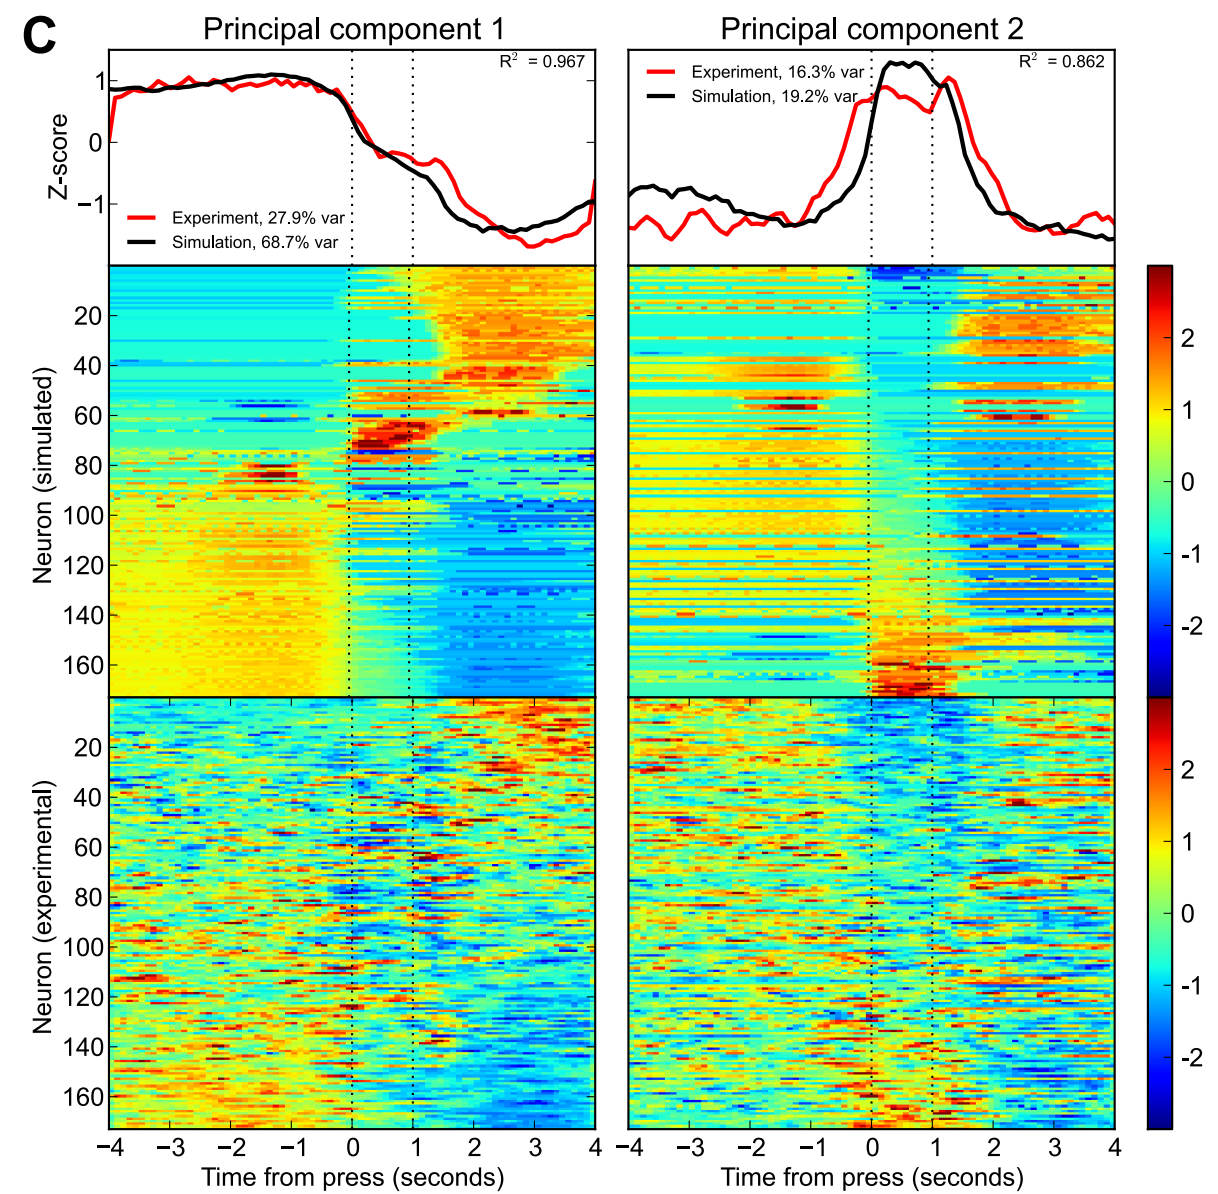 C
Principal component 1
Principal component 2
R² = 0.967
R² = 0.862
1
0
−1
Z-score
Experiment, 27.9% var
Simulation, 68.7% var
Experiment, 16.3% var
Simulation, 19.2% var
20
40
60
80
100
120
140
160
Neuron (simulated)
2
1
0
-1
-2
20
40
60
80
100
120
140
160
Neuron (experimental)
2
1
0
-1
-2
−4 −3 −2 −1 0 1 2 3 4
−4 −3 −2 −1 0 1 2 3 4
Time from press (seconds)
Time from press (seconds)